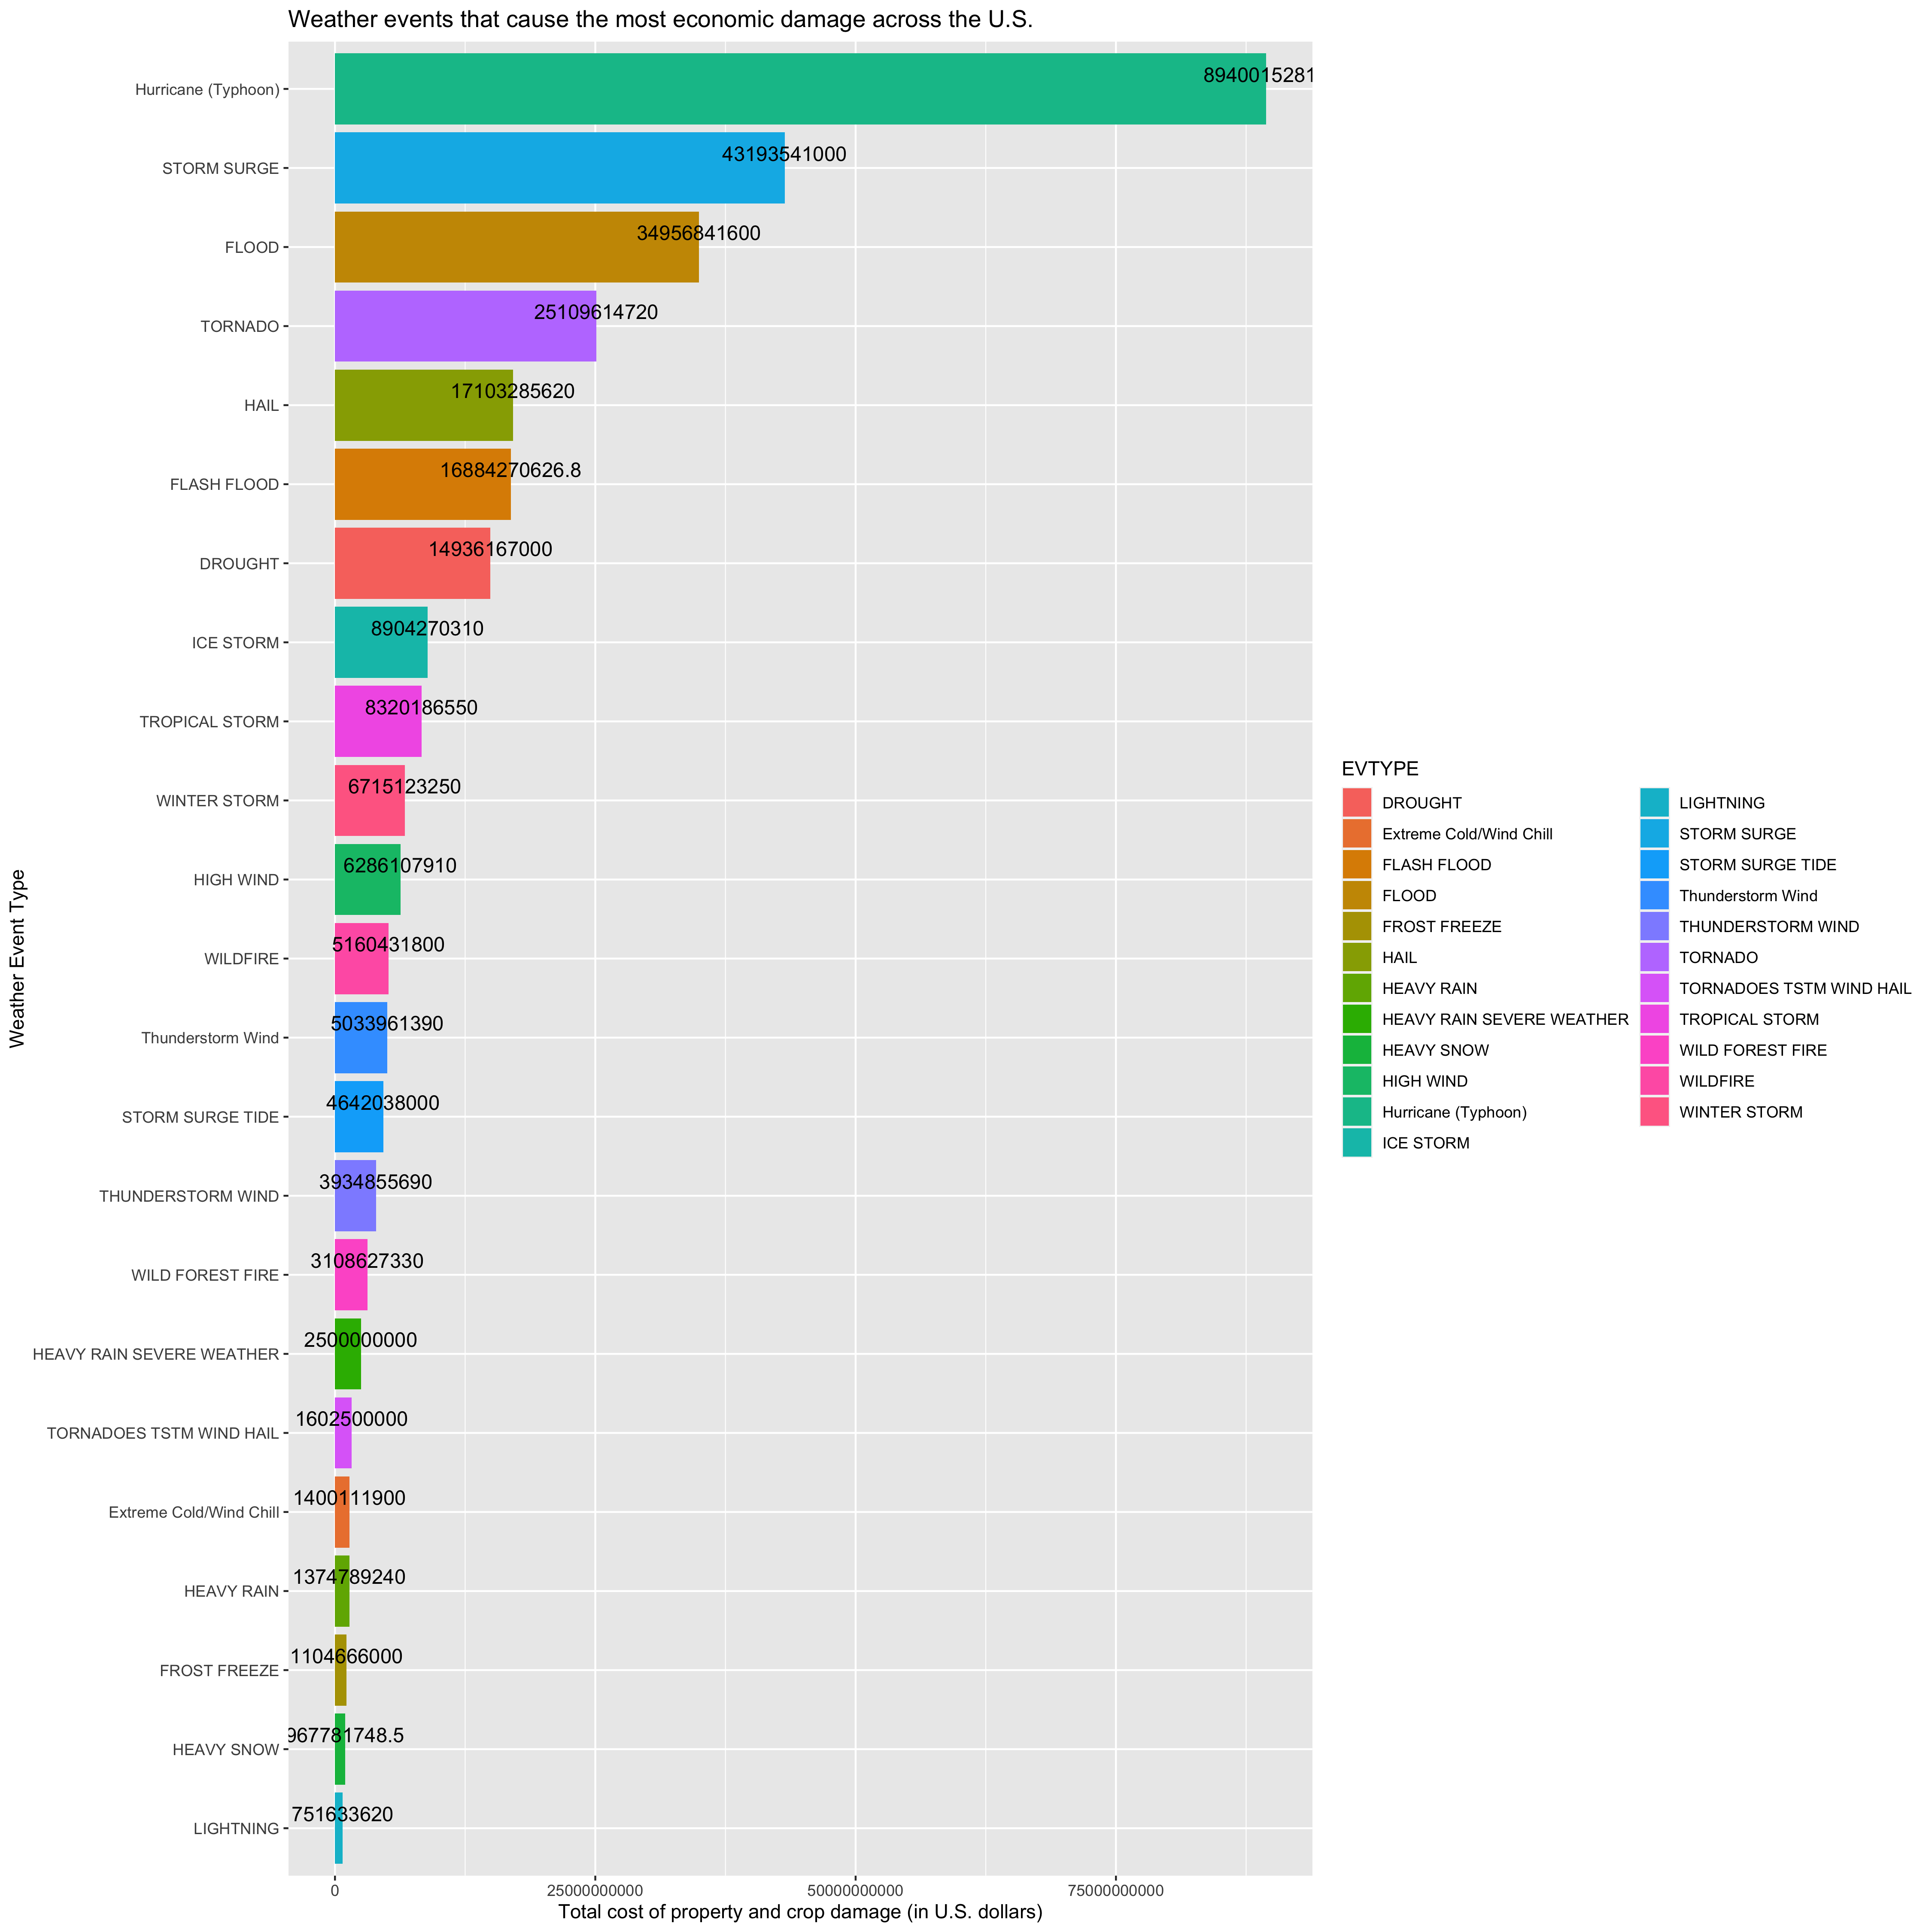 Weather events that cause the most economic damage across the U.S.
Weather Event Type
Hurricane (Typhoon)
8940015281
STORM SURGE
43193541000
FLOOD
34956841600
TORNADO
25109614720
HAIL
17103285620
FLASH FLOOD
16884270626.8
DROUGHT
14936167000
ICE STORM
8904270310
TROPICAL STORM
8320186550
WINTER STORM
6715123250
HIGH WIND
6286107910
WILDFIRE
5160431800
Thunderstorm Wind
5033961390
STORM SURGE TIDE
4642038000
THUNDERSTORM WIND
3934855690
WILD FOREST FIRE
3108627330
HEAVY RAIN SEVERE WEATHER
2500000000
TORNADOES TSTM WIND HAIL
1602500000
Extreme Cold/Wind Chill
1400111900
HEAVY RAIN
1374789240
FROST FREEZE
1104666000
HEAVY SNOW
967781748.5
LIGHTNING
751633620
0
25000000000
50000000000
75000000000
Total cost of property and crop damage (in U.S. dollars)
EVTYPE
DROUGHT
Extreme Cold/Wind Chill
FLASH FLOOD
FLOOD
FROST FREEZE
HAIL
HEAVY RAIN
HEAVY RAIN SEVERE WEATHER
HEAVY SNOW
HIGH WIND
Hurricane (Typhoon)
ICE STORM
LIGHTNING
STORM SURGE
STORM SURGE TIDE
Thunderstorm Wind
THUNDERSTORM WIND
TORNADO
TORNADOES TSTM WIND HAIL
TROPICAL STORM
WILD FOREST FIRE
WILDFIRE
WINTER STORM